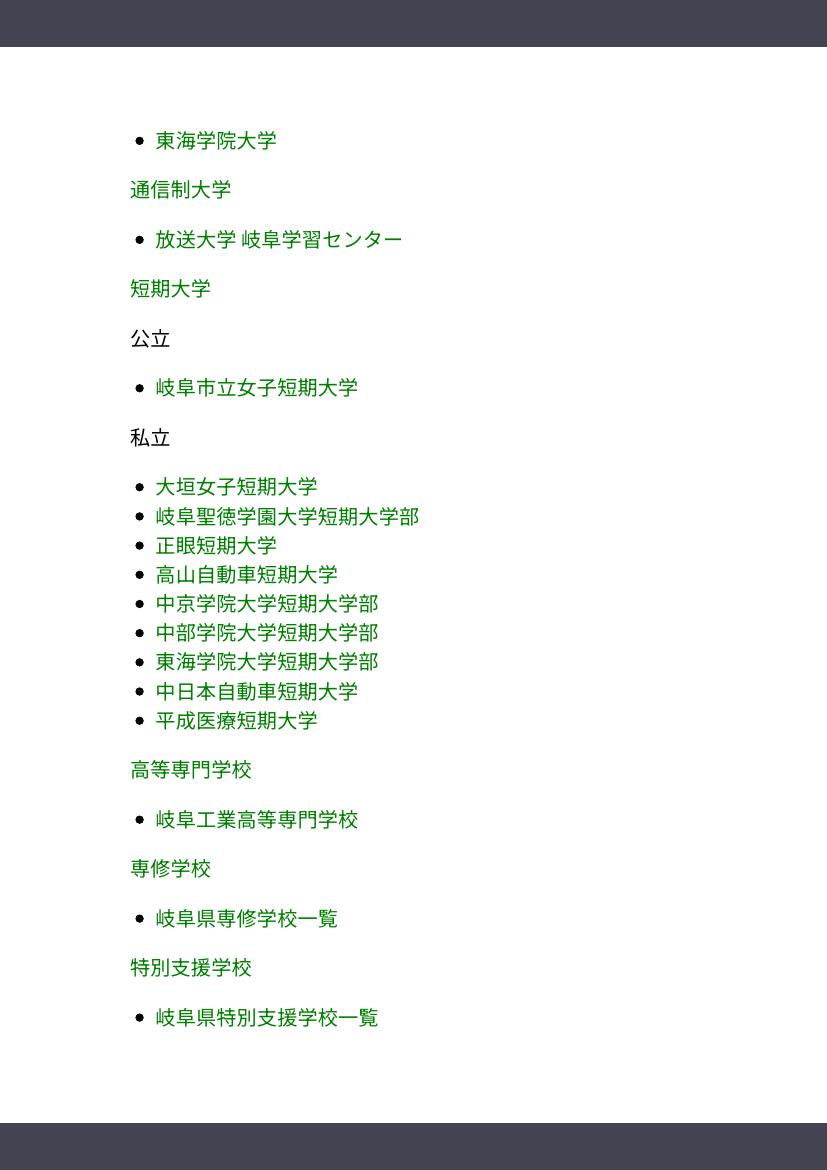 東海学院大学
通信制大学
放送大学 岐阜学習センター
短期大学
公立
岐阜市立女子短期大学
私立
大垣女子短期大学
岐阜聖徳学園大学短期大学部
正眼短期大学
高山自動車短期大学
中京学院大学短期大学部
中部学院大学短期大学部
東海学院大学短期大学部
中日本自動車短期大学
平成医療短期大学
高等専門学校
岐阜工業高等専門学校
専修学校
岐阜県専修学校一覧
特別支援学校
岐阜県特別支援学校一覧